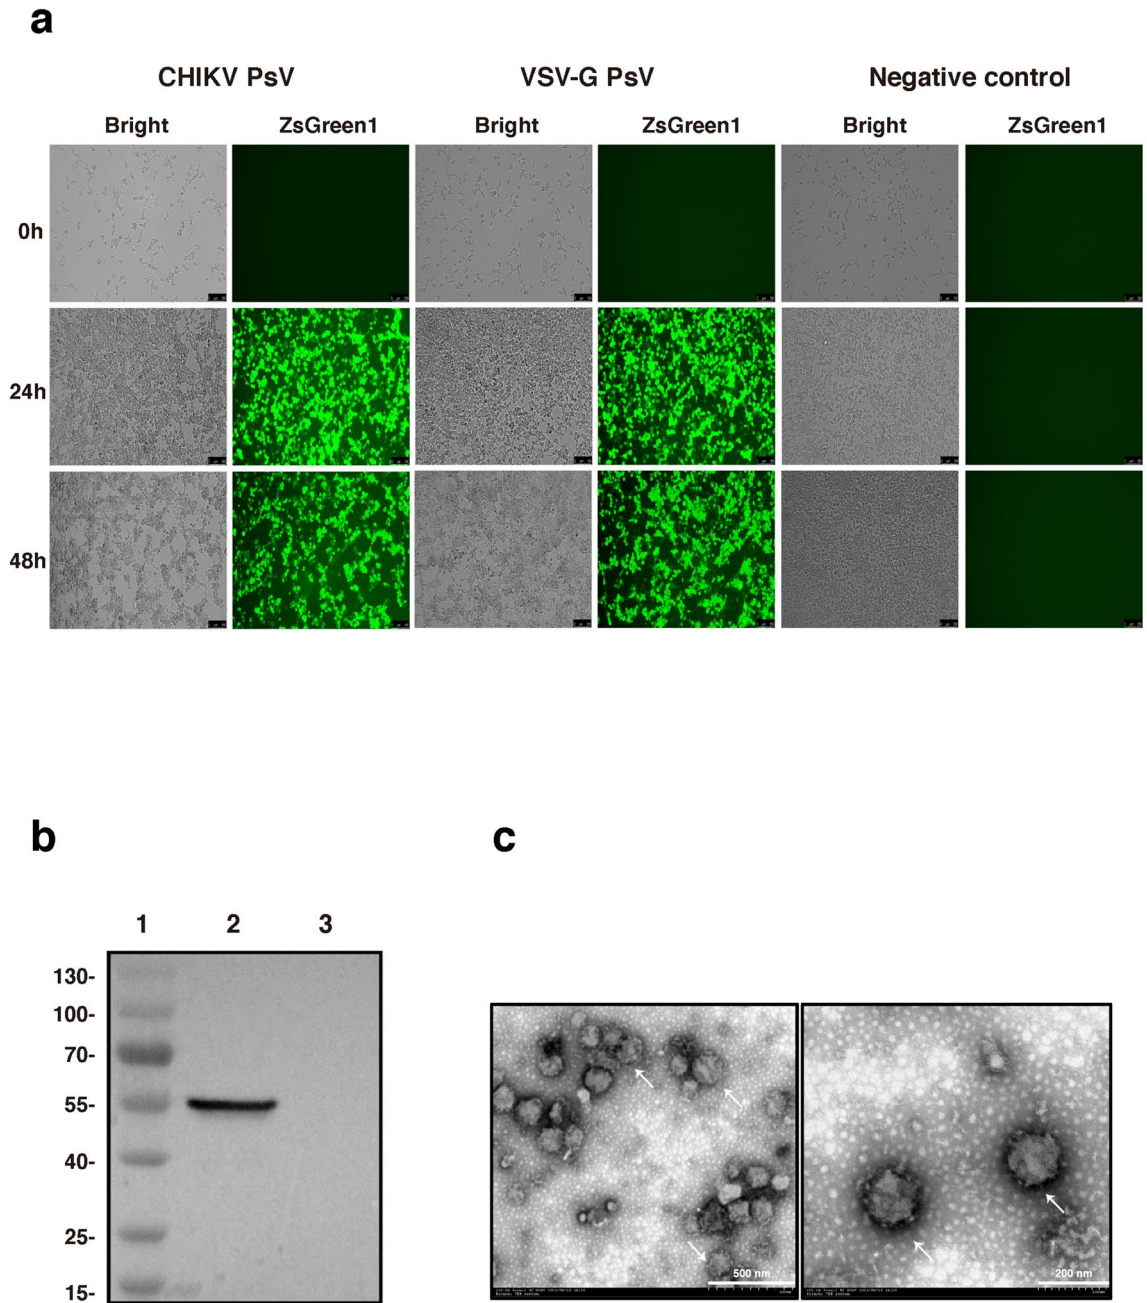 a
CHIKV PsV VSV-G PsV Negative control
Bright ZsGreen1 Bright ZsGreen1 Bright ZsGreen1
0h
24h
48h
b
c
1 2 3
130-
100-
70-
55-
40-
25-
15-
500 nm
200 nm